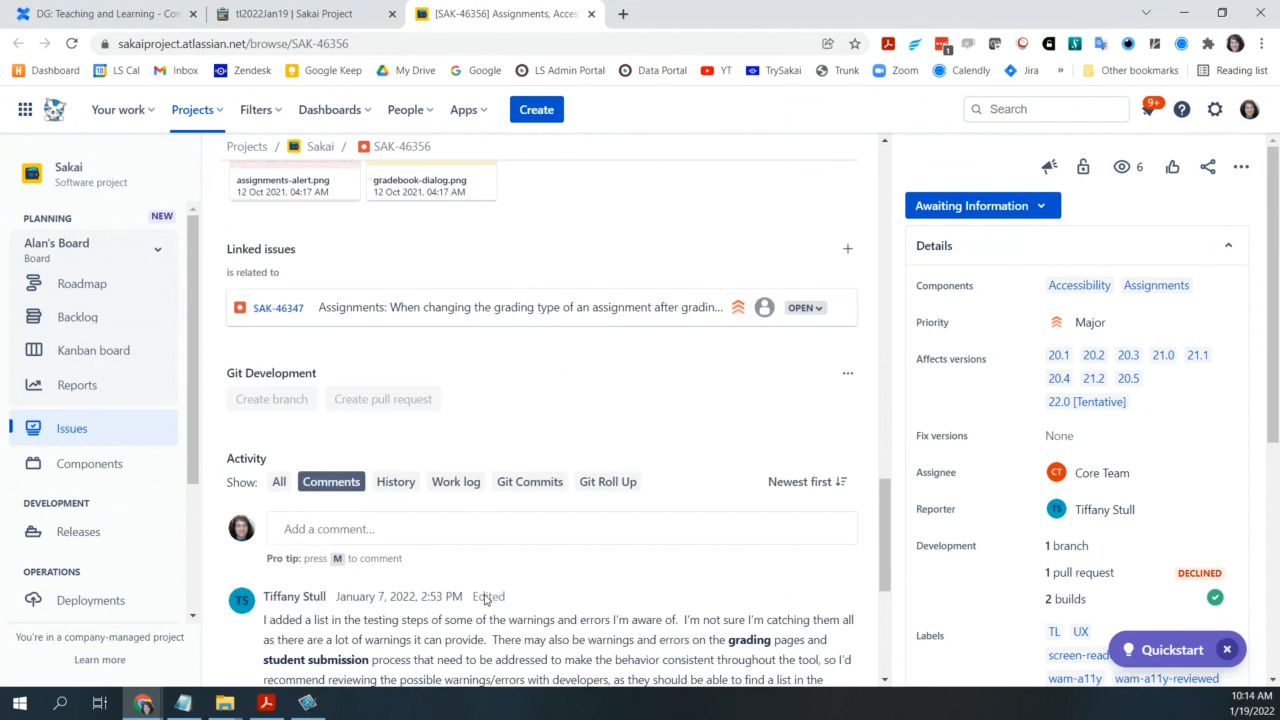 DG: Teaching and Learning - Con
tl2022Jan19 | Sakai Project
[SAK-46356] Assignments, Acces
sakaiproject.atlassian.net/browse/SAK-46356
1
Dashboard
LS Cal
Inbox
Zendesk
Google Keep
My Drive
Google
LS Admin Portal
Data Portal
YT
TrySakai
Trunk
Zoom
Calendly
Jira
»
Other bookmarks
Reading list
Your work
Projects
Filters
Dashboards
People
Apps
Create
Search
9+
Sakai
Software project
PLANNING
NEW
Alan's Board
Board
Roadmap
Backlog
Kanban board
Reports
Issues
Components
DEVELOPMENT
Releases
OPERATIONS
Deployments
You're in a company-managed project
Learn more
Projects / Sakai / SAK-46356
assignments-alert.png
12 Oct 2021, 04:17 AM
gradebook-dialog.png
12 Oct 2021, 04:17 AM
Linked issues
is related to
SAK-46347 Assignments: When changing the grading type of an assignment after gradin... OPEN
Git Development
Create branch
Create pull request
Activity
Show: All Comments History Work log Git Commits Git Roll Up Newest first
Add a comment...
Pro tip: press M to comment
TS Tiffany Stull January 7, 2022, 2:53 PM Edited
I added a list in the testing steps of some of the warnings and errors I'm aware of. I'm not sure I'm catching them all
as there are a lot of warnings it can provide. There may also be warnings and errors on the grading pages and
student submission process that need to be addressed to make the behavior consistent throughout the tool, so I'd
recommend reviewing the possible warnings/errors with developers, as they should be able to find a list in the
6
Awaiting Information
Details
Components Accessibility Assignments
Priority Major
Affects versions 20.1 20.2 20.3 21.0 21.1
20.4 21.2 20.5
22.0 [Tentative]
Fix versions None
Assignee CT Core Team
Reporter TS Tiffany Stull
Development 1 branch
1 pull request DECLINED
2 builds
Labels TL UX
screen-read
wam-a11y wam-a11y-reviewed
Quickstart
10:14 AM
1/19/2022